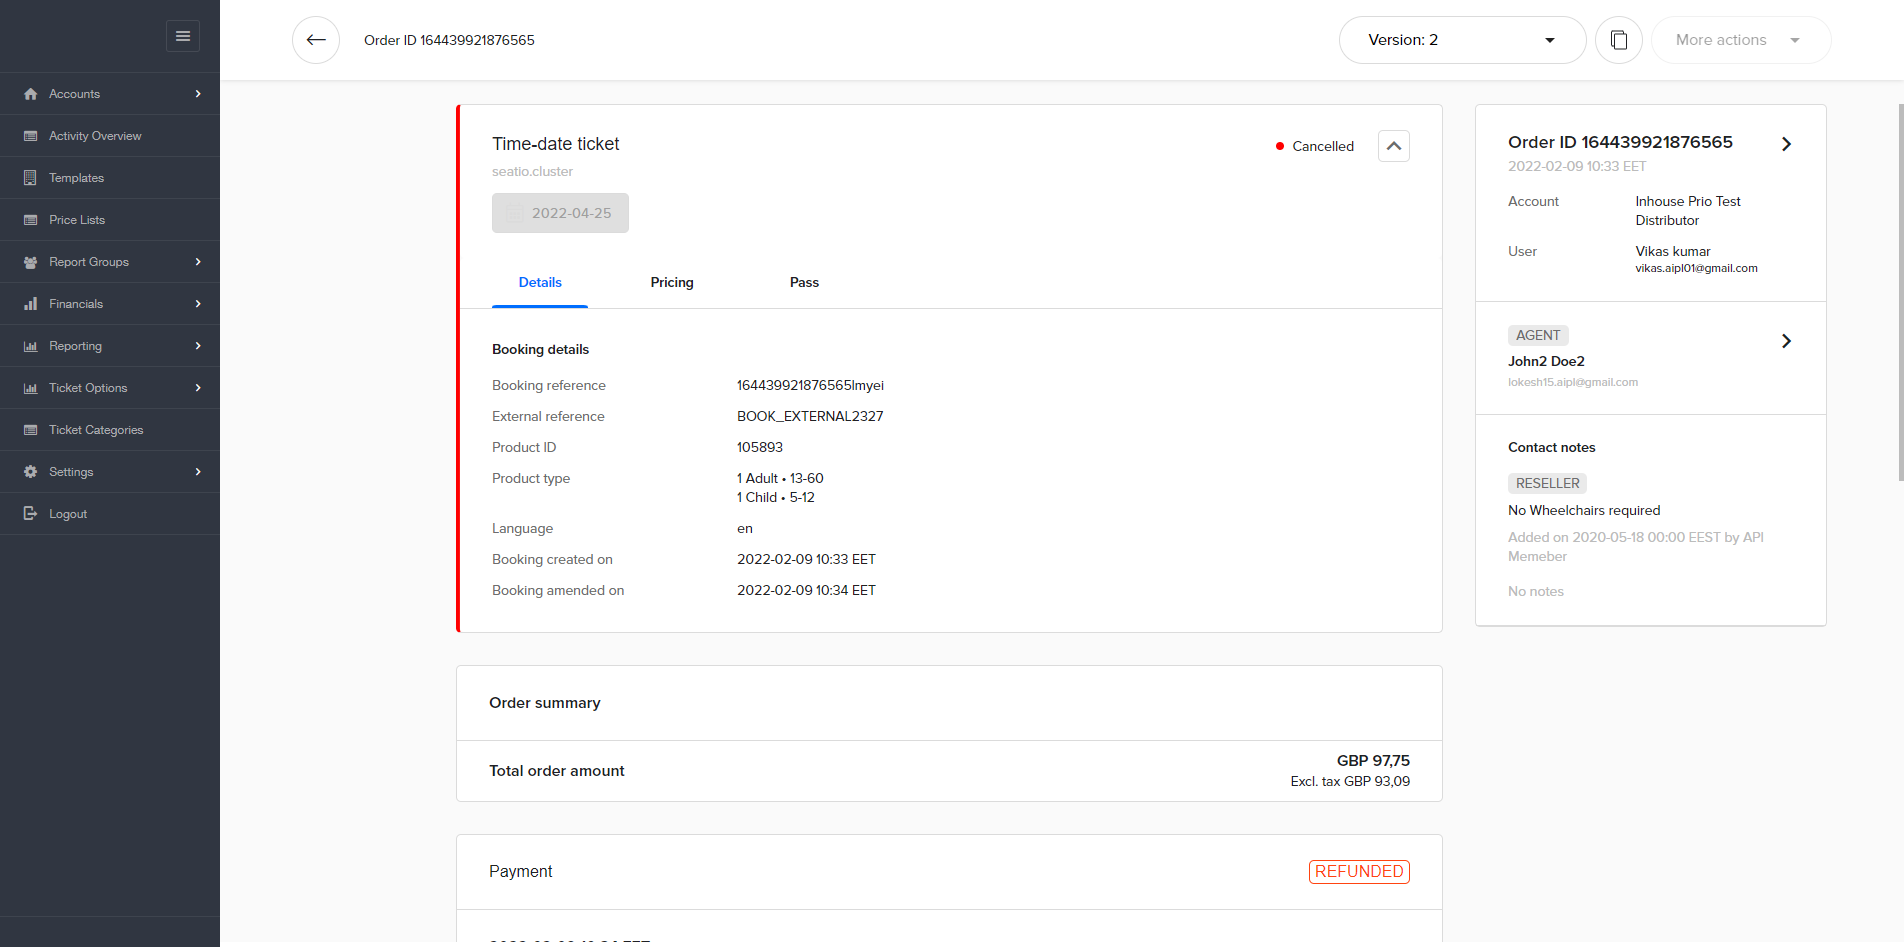 Order ID 164439921876565
Version: 2
More actions
Accounts
Activity Overview
Templates
Price Lists
Report Groups
Financials
Reporting
Ticket Options
Ticket Categories
Settings
Logout
Time-date ticket
Cancelled
seatio.cluster
2022-04-25
Details
Pricing
Pass
Booking details
Booking reference 164439921876565lmyei
External reference BOOK_EXTERNAL2327
Product ID 105893
Product type 1 Adult • 13-60
1 Child • 5-12
Language en
Booking created on 2022-02-09 10:33 EET
Booking amended on 2022-02-09 10:34 EET
Order summary
Total order amount
GBP 97,75
Excl. tax GBP 93,09
Payment
REFUNDED
Order ID 164439921876565
2022-02-09 10:33 EET
Account Inhouse Prio Test
Distributor
User Vikas kumar
vikas.aipl01@gmail.com
AGENT
John2 Doe2
lokesh15.aipl@gmail.com
Contact notes
RESELLER
No Wheelchairs required
Added on 2020-05-18 00:00 EEST by API
Memeber
No notes